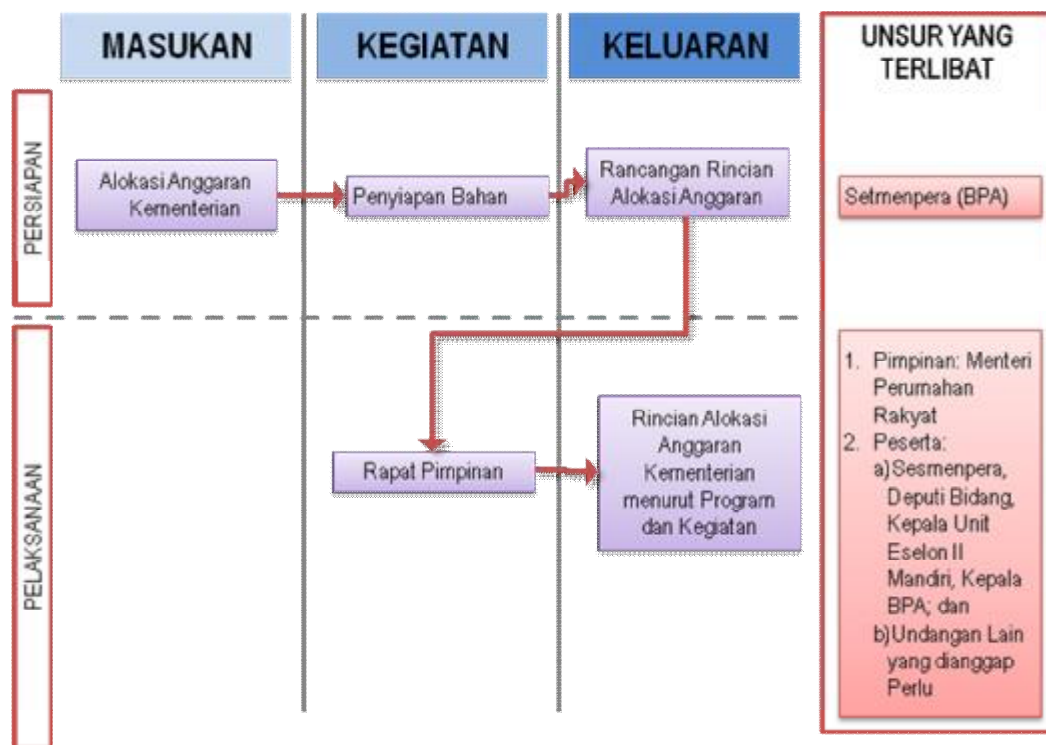 MASUKAN
KEGIATAN
KELUARAN
UNSUR YANG
TERLIBAT
PERSIAPAN
Alokasi Anggaran
Kementerian
Penyiapan Bahan
Rancangan Rincian
Alokasi Anggaran
Setmenpera (BPA)
PELAKSANAAN
Rapat Pimpinan
Rincian Alokasi
Anggaran
Kementerian
menurut Program
dan Kegiatan
1. Pimpinan: Menteri
Perumahan
Rakyat
2. Peserta:
a)Sesmenpera,
Deputi Bidang,
Kepala Unit
Eselon II
Mandiri, Kepala
BPA; dan
b)Undangan Lain
yang dianggap
Perlu